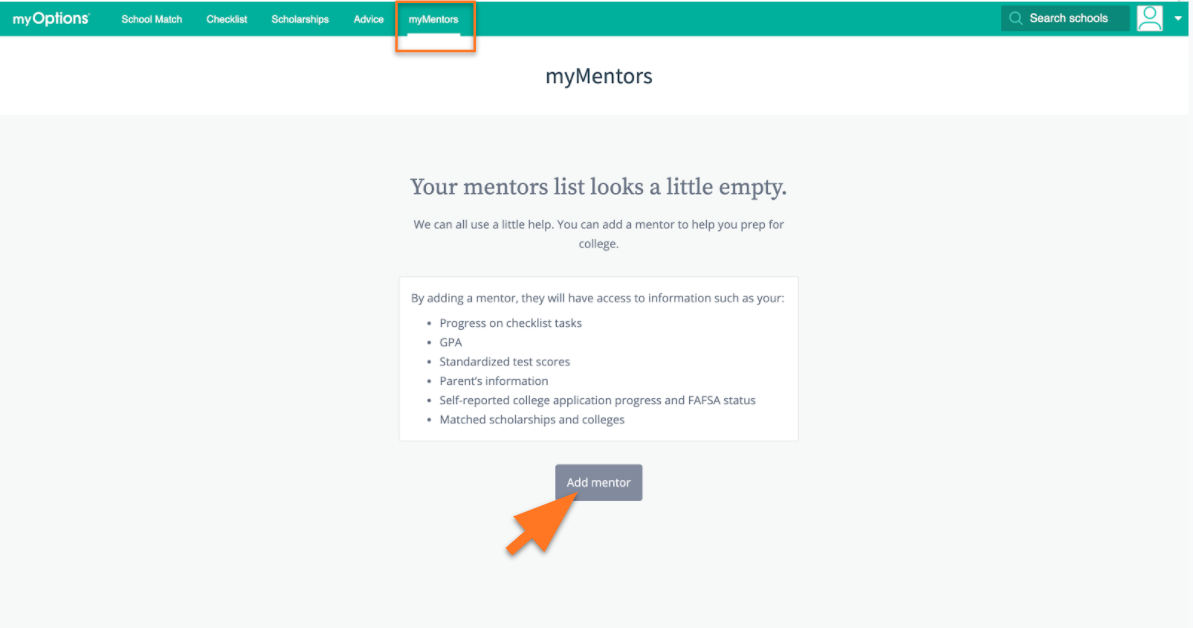 myOptions School Match Checklist Scholarships Advice myMentors Search schools
myMentors
Your mentors list looks a little empty.
We can all use a little help. You can add a mentor to help you prep for
college.
By adding a mentor, they will have access to information such as your:
• Progress on checklist tasks
• GPA
• Standardized test scores
• Parent's information
• Self-reported college application progress and FAFSA status
• Matched scholarships and colleges
Add mentor